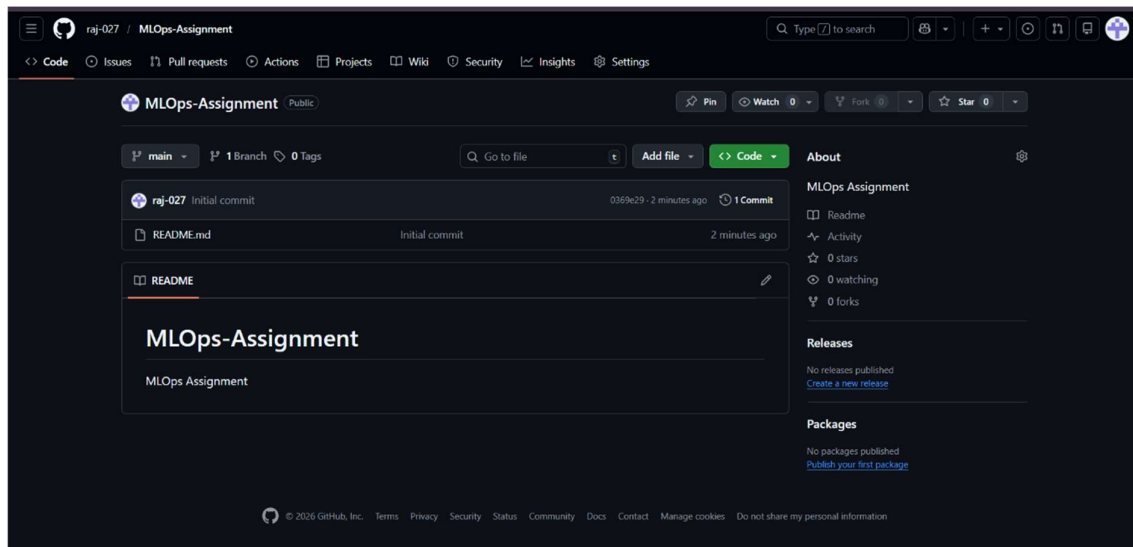 raj-027 / MLOps-Assignment
Type / to search
Code Issues Pull requests Actions Projects Wiki Security Insights Settings
MLOps-Assignment Public
Pin Watch 0 Fork 0 Star 0
main 1 Branch 0 Tags Go to file t Add file Code
raj-027 Initial commit 0369e29 · 2 minutes ago 1 Commit
README.md Initial commit 2 minutes ago
README
MLOps-Assignment
MLOps Assignment
About
MLOps Assignment
Readme
Activity
0 stars
0 watching
0 forks
Releases
No releases published
Create a new release
Packages
No packages published
Publish your first package
© 2026 GitHub, Inc. Terms Privacy Security Status Community Docs Contact Manage cookies Do not share my personal information